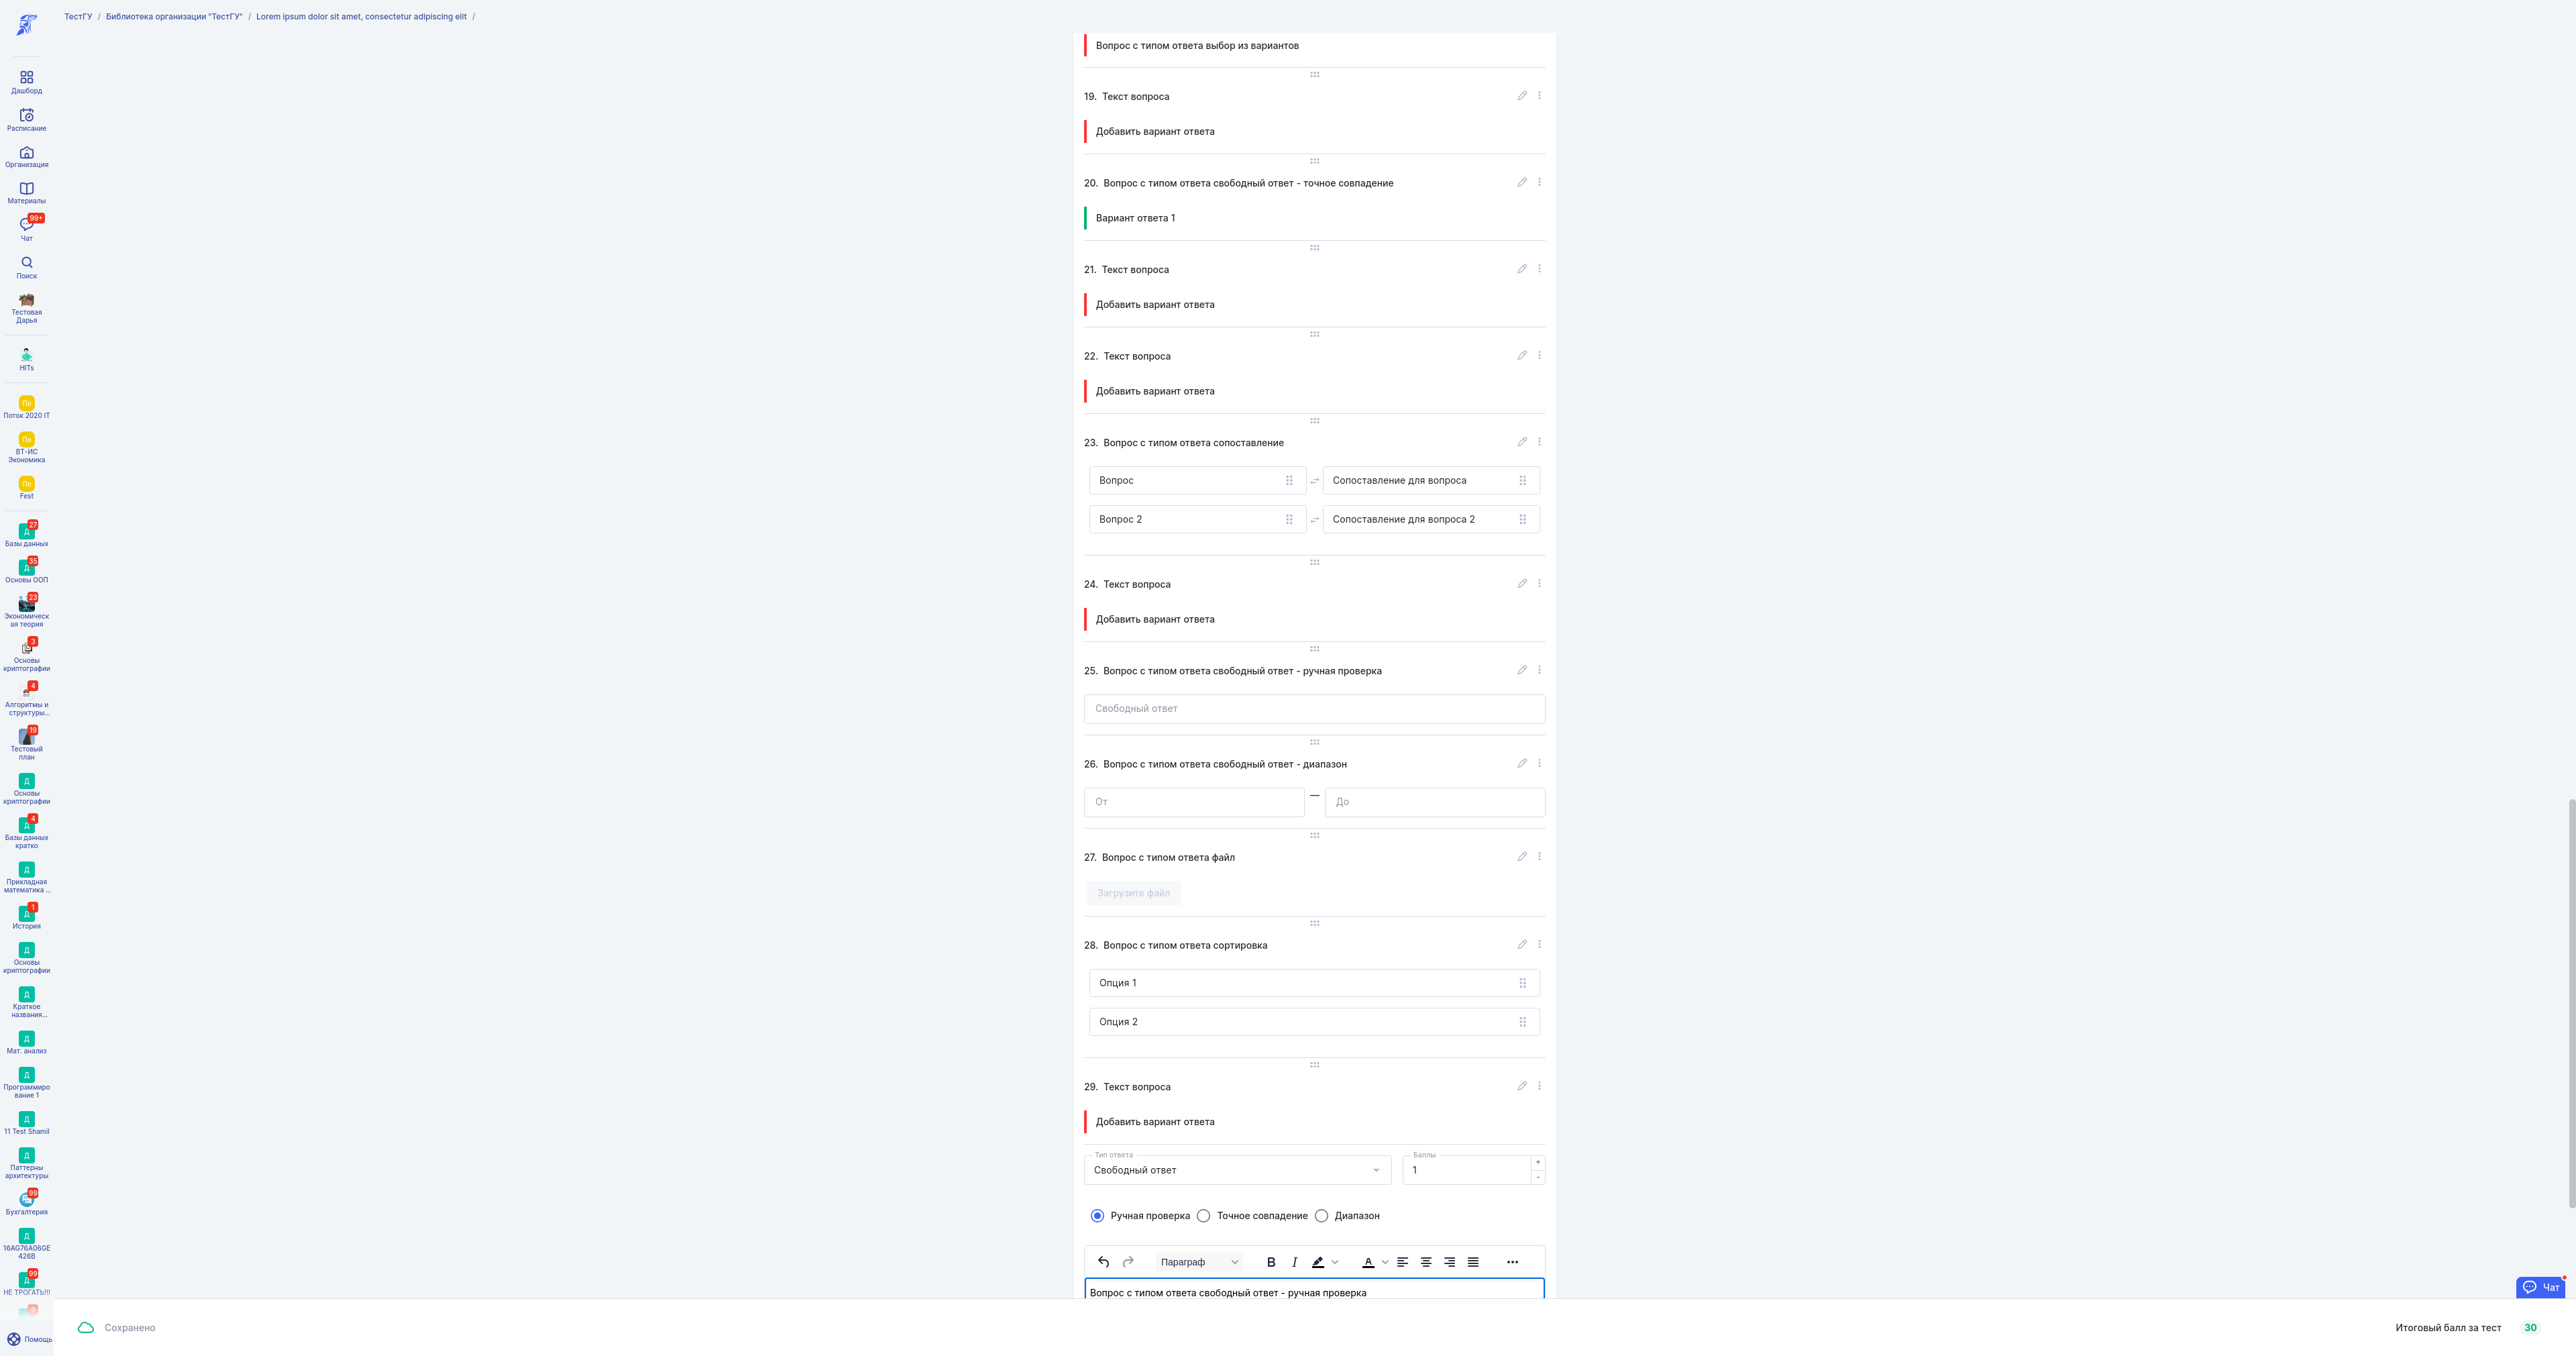 ТестГУ / Библиотека организации "ТестГУ" / Lorem ipsum dolor sit amet, consectetur adipiscing elit /
Дашборд
Расписание
Организация
Материалы
99+
Чат
Поиск
Тестовая
Дарья
HITs
По
Поток 2020 IT
По
ВТ-ИС
Экономика
По
Fest
27
Д
Базы данных
35
Д
Основы ООП
23
Экономическ
ая теория
3
Основы
криптографии
4
Алгоритмы и
структуры...
19
Тестовый
план
Д
Основы
криптографии
4
Д
Базы данных
кратко
Д
Прикладная
математика ...
1
Д
История
Д
Основы
криптографии
Д
Краткое
названия...
Д
Мат. анализ
Д
Программиро
вание 1
Д
11 Test Shamil
Д
Паттерны
архитектуры
99
Бухгалтерия
Д
16AG76A06GE
426B
99
Д
НЕ ТРОГАТЬ!!!
Помощь
Вопрос с типом ответа выбор из вариантов
19. Текст вопроса
Добавить вариант ответа
20. Вопрос с типом ответа свободный ответ - точное совпадение
Вариант ответа 1
21. Текст вопроса
Добавить вариант ответа
22. Текст вопроса
Добавить вариант ответа
23. Вопрос с типом ответа сопоставление
Вопрос Сопоставление для вопроса
Вопрос 2 Сопоставление для вопроса 2
24. Текст вопроса
Добавить вариант ответа
25. Вопрос с типом ответа свободный ответ - ручная проверка
Свободный ответ
26. Вопрос с типом ответа свободный ответ - диапазон
От — До
27. Вопрос с типом ответа файл
Загрузите файл
28. Вопрос с типом ответа сортировка
Опция 1
Опция 2
29. Текст вопроса
Добавить вариант ответа
Тип ответа Баллы
Свободный ответ 1 + -
Ручная проверка Точное совпадение Диапазон
Параграф B I A
Вопрос с типом ответа свободный ответ - ручная проверка
Чат
Сохранено
Итоговый балл за тест 30